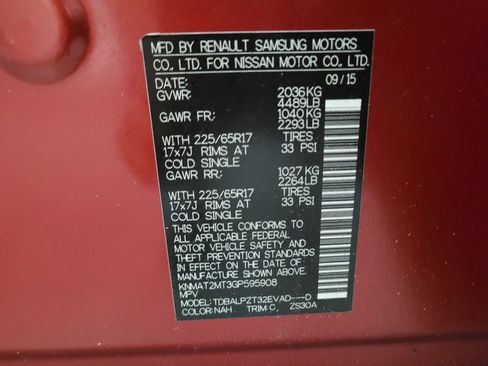 MFD BY RENAULT SAMSUNG MOTORS
CO., LTD. FOR NISSAN MOTOR CO., LTD.
DATE: 09/15
GVWR: 2036KG
4489LB
GAWR FR: 1040KG
2293LB
WITH 225/65R17 TIRES
17x7J RIMS AT 33 PSI
COLD SINGLE
GAWR RR: 1027KG
2264LB
WITH 225/65R17 TIRES
17x7J RIMS AT 33 PSI
COLD SINGLE
THIS VEHICLE CONFORMS TO
ALL APPLICABLE FEDERAL
MOTOR VEHICLE SAFETY AND
THEFT PREVENTION STANDARDS
IN EFFECT ON THE DATE OF
MANUFACTURE SHOWN ABOVE.
KNMAT2MT3GP595908
MPV
MODEL: TDBALPZT32EVAD----D
COLOR: NAH TRIM: C, ZS30A